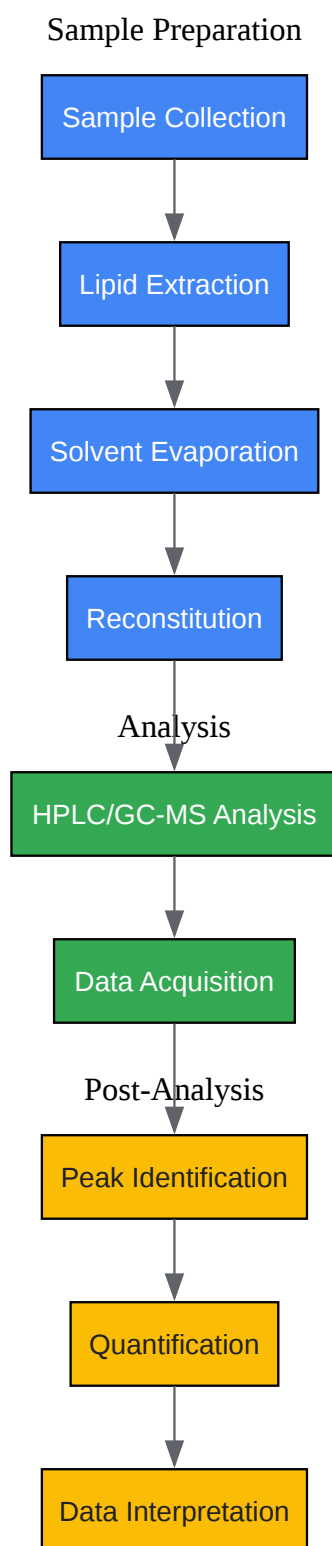 Sample Preparation
Sample Collection
Lipid Extraction
Solvent Evaporation
Reconstitution
Analysis
HPLC/GC-MS Analysis
Data Acquisition
Post-Analysis
Peak Identification
Quantification
Data Interpretation